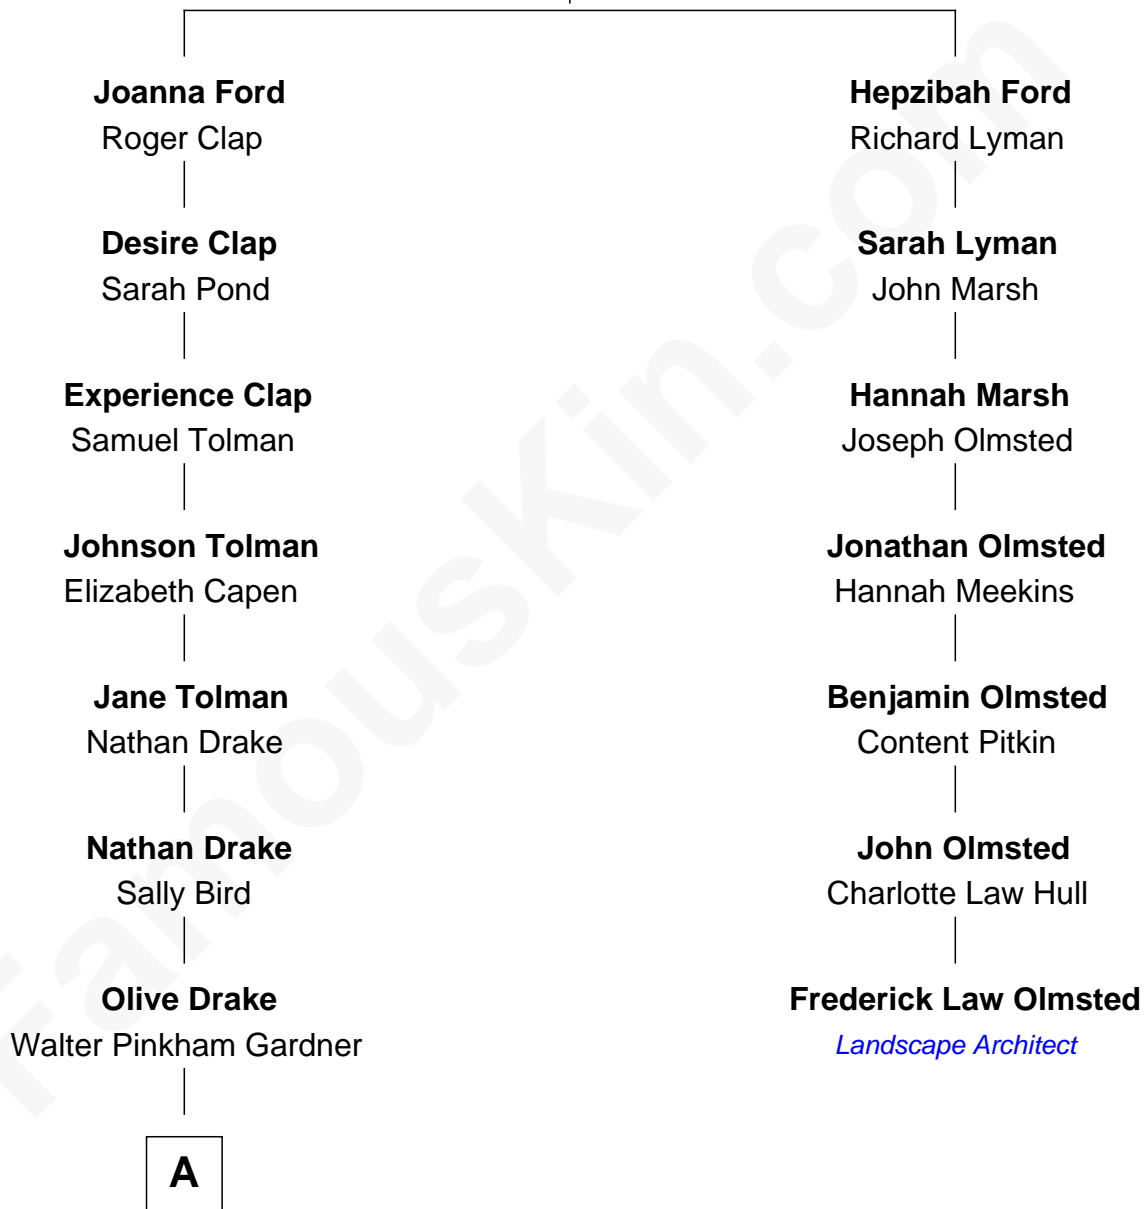 Joanna Ford
Roger Clap
Hepzibah Ford
Richard Lyman
Desire Clap
Sarah Pond
Sarah Lyman
John Marsh
Experience Clap
Samuel Tolman
Hannah Marsh
Joseph Olmsted
Johnson Tolman
Elizabeth Capen
Jonathan Olmsted
Hannah Meekins
Jane Tolman
Nathan Drake
Benjamin Olmsted
Content Pitkin
Nathan Drake
Sally Bird
John Olmsted
Charlotte Law Hull
Olive Drake
Walter Pinkham Gardner
Frederick Law Olmsted
Landscape Architect
A
FamousKin.com